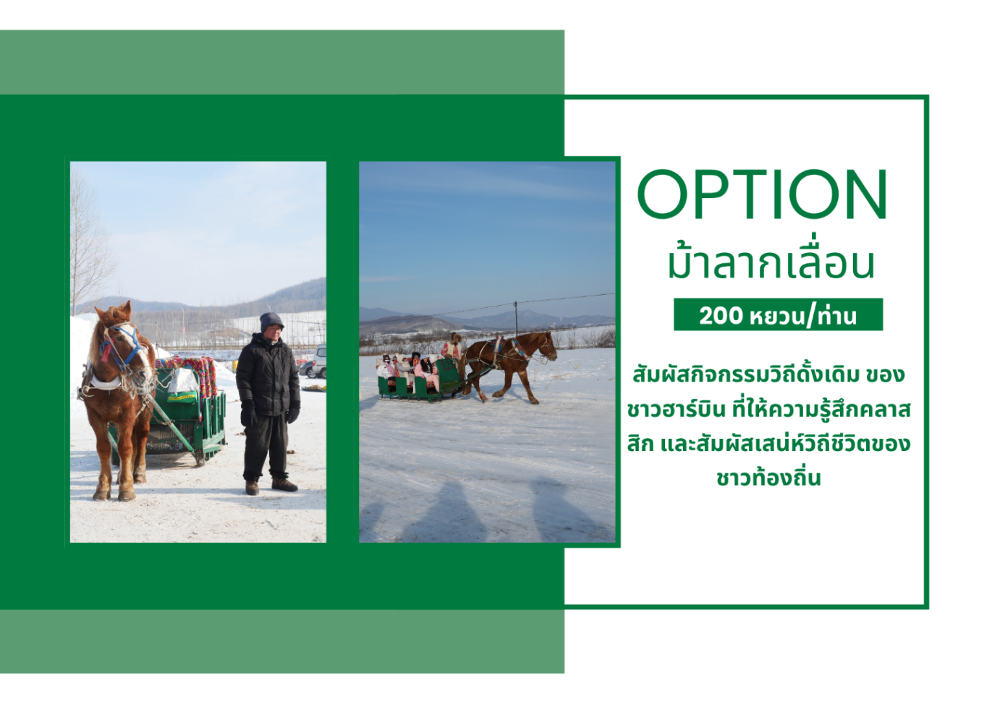 OPTION
ม้าลากเลื่อน
200 หยวน/ท่าน
สัมผัสกิจกรรมวิถีดั้งเดิม ของ
ชาวฮาร์บิน ที่ให้ความรู้สึกคลาส
สิก และสัมผัสเสน่ห์วิถีชีวิตของ
ชาวท้องถิ่น